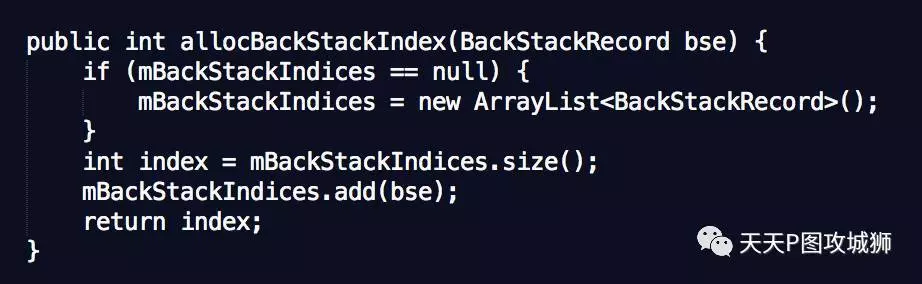 public int allocBackStackIndex(BackStackRecord bse) {
    if (mBackStackIndices == null) {
        mBackStackIndices = new ArrayList<BackStackRecord>();
    }
    int index = mBackStackIndices.size();
    mBackStackIndices.add(bse);
    return index;
}
天天P图攻城狮